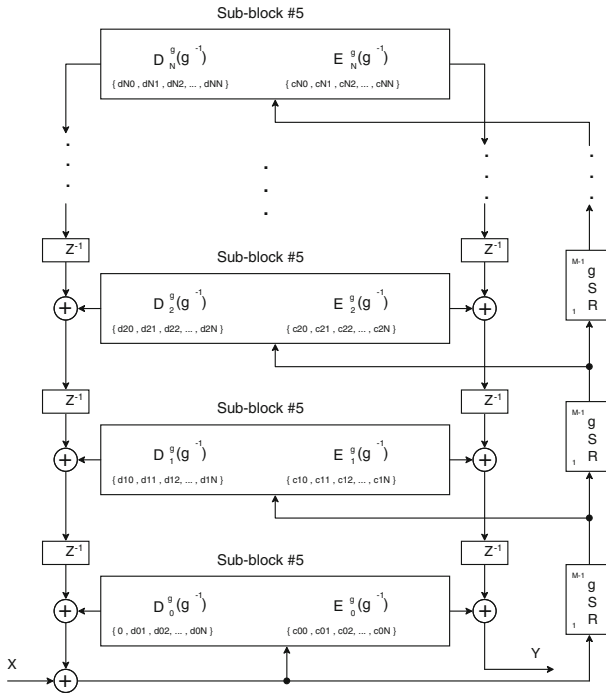 Sub-block #5
D N g (g -1) E N g (g -1)
{ dN0 , dN1 , dN2, ... , dNN } { cN0 , cN1 , cN2, ... , cNN }
Z-1 Z-1
Sub-block #5
M-1 g S R 1
D 2 g (g -1) E 2 g (g -1)
{ d20 , d21 , d22, ... , d2N } { c20 , c21 , c22, ... , c2N }
Z-1 Z-1
Sub-block #5
M-1 g S R 1
D 1 g (g -1) E 1 g (g -1)
{ d10 , d11 , d12, ... , d1N } { c10 , c11 , c12, ... , c1N }
Z-1 Z-1
Sub-block #5
M-1 g S R 1
D 0 g (g -1) E 0 g (g -1)
{ 0 , d01 , d02, ... , d0N } { c00 , c01 , c02, ... , c0N }
X Y